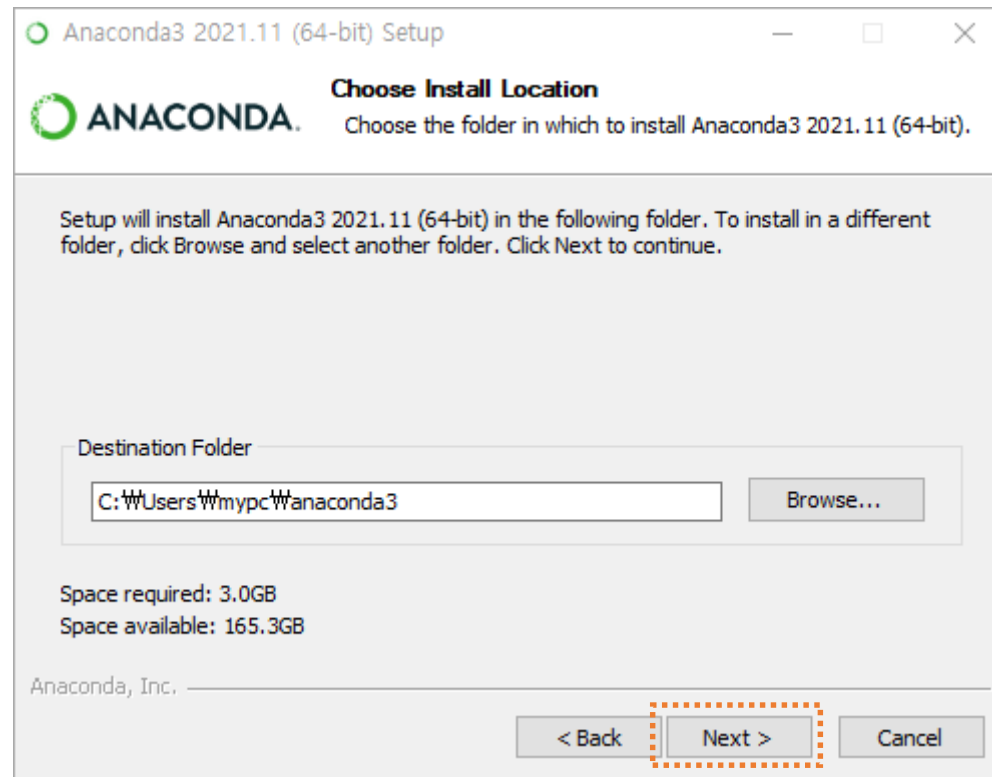 Anaconda3 2021.11 (64-bit) Setup
ANACONDA.
Choose Install Location
Choose the folder in which to install Anaconda3 2021.11 (64-bit).
Setup will install Anaconda3 2021.11 (64-bit) in the following folder. To install in a different
folder, click Browse and select another folder. Click Next to continue.
Destination Folder
C:₩Users₩mypc₩anaconda3
Browse...
Space required: 3.0GB
Space available: 165.3GB
Anaconda, Inc.
< Back
Next >
Cancel